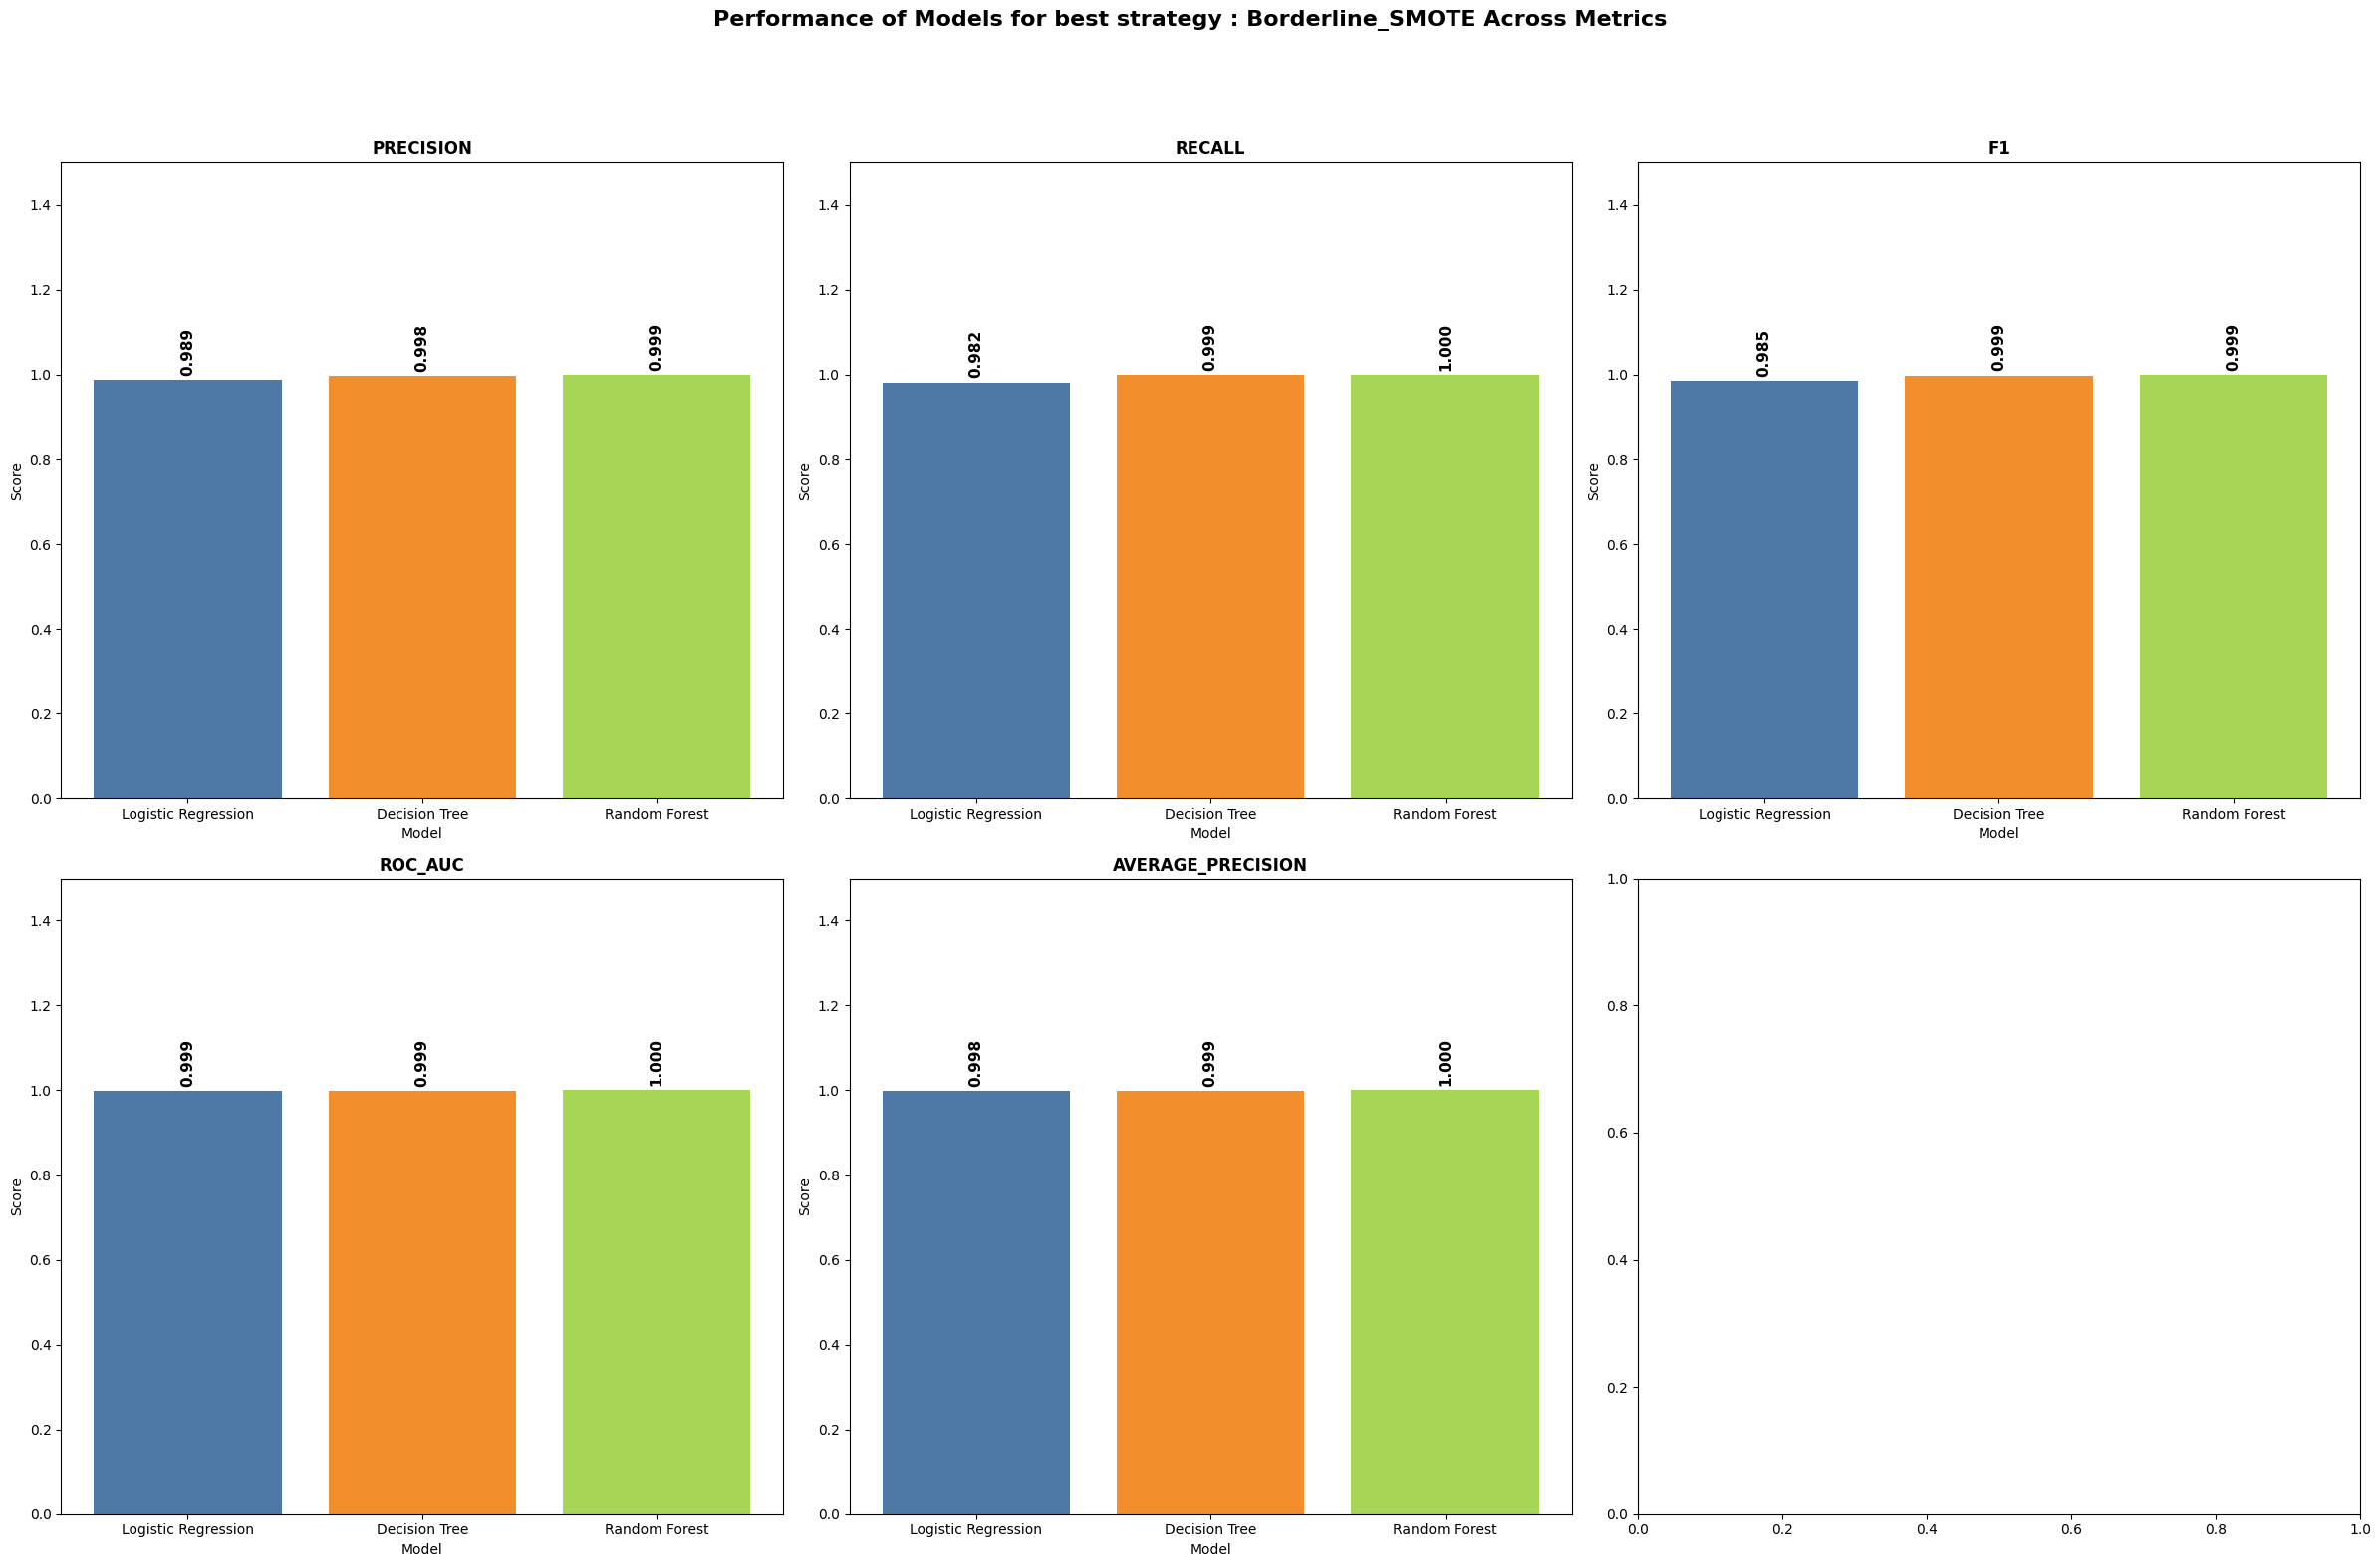 Performance of Models for best strategy : Borderline_SMOTE Across Metrics
PRECISION
1.4
1.2
1.0
0.8
0.6
0.4
0.2
0.0
Score
0.989
0.998
0.999
Logistic Regression
Decision Tree
Random Forest
Model
RECALL
1.4
1.2
1.0
0.8
0.6
0.4
0.2
0.0
Score
0.982
0.999
1.000
Logistic Regression
Decision Tree
Random Forest
Model
F1
1.4
1.2
1.0
0.8
0.6
0.4
0.2
0.0
Score
0.985
0.999
0.999
Logistic Regression
Decision Tree
Random Forest
Model
ROC_AUC
1.4
1.2
1.0
0.8
0.6
0.4
0.2
0.0
Score
0.999
0.999
1.000
Logistic Regression
Decision Tree
Random Forest
Model
AVERAGE_PRECISION
1.4
1.2
1.0
0.8
0.6
0.4
0.2
0.0
Score
0.998
0.999
1.000
Logistic Regression
Decision Tree
Random Forest
Model
1.0
0.8
0.6
0.4
0.2
0.0
0.0
0.2
0.4
0.6
0.8
1.0